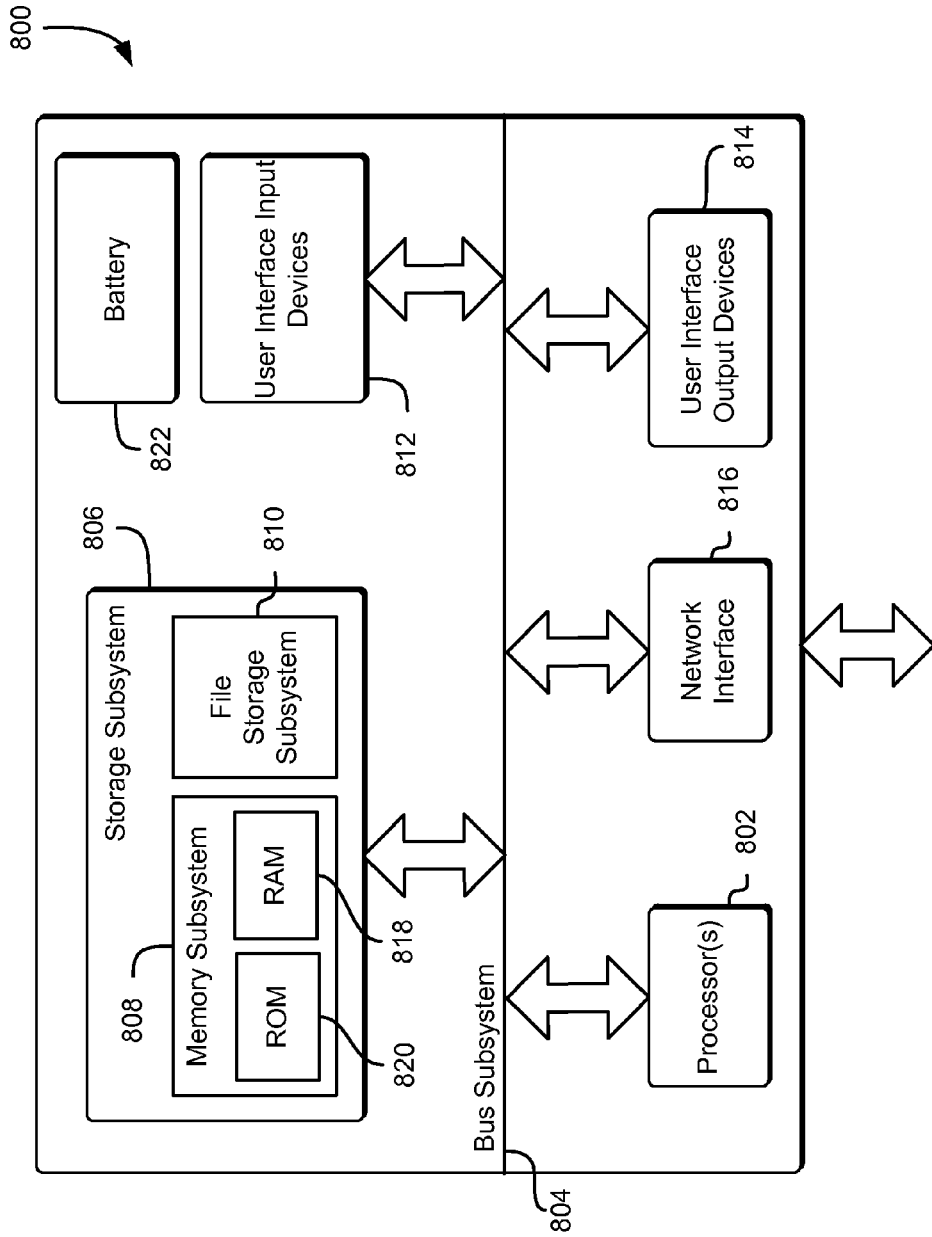 800
Storage Subsystem
806
Memory Subsystem
808
ROM
820
RAM
818
File
Storage
Subsystem
810
Battery
822
User Interface Input
Devices
812
Bus Subsystem
804
Processor(s)
802
Network
Interface
816
User Interface
Output Devices
814